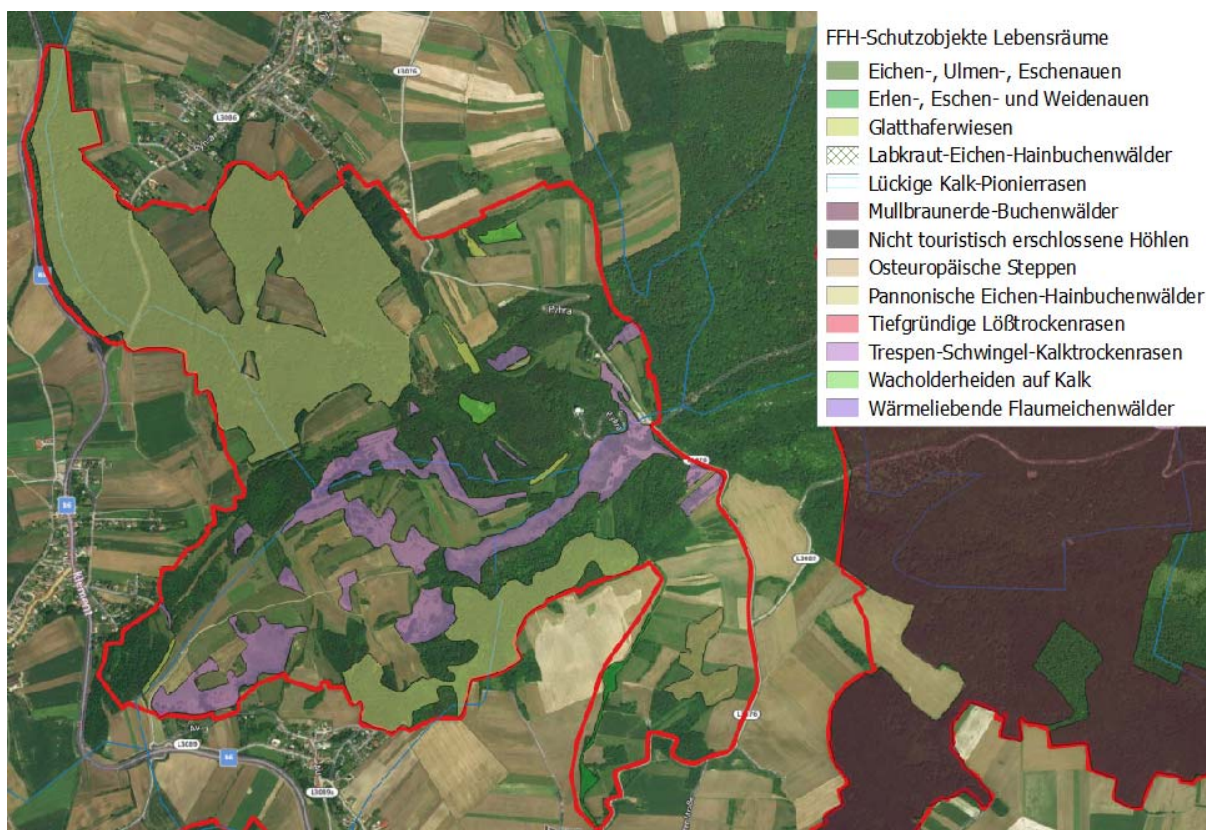 FFH-Schutzobjekte Lebensräume
Eichen-, Ulmen-, Eschenauen
Erlen-, Eschen- und Weidenauen
Glatthaferwiesen
Labkraut-Eichen-Hainbuchenwälder
Lückige Kalk-Pionierrasen
Mullbraunerde-Buchenwälder
Nicht touristisch erschlossene Höhlen
Osteuropäische Steppen
Pannonische Eichen-Hainbuchenwälder
Tiefgründige Lößtrockenrasen
Trespen-Schwingel-Kalktrockenrasen
Wacholderheiden auf Kalk
Wärmeliebende Flaumeichenwälder
L3076
L3086
Pyhra
Klement
L3089